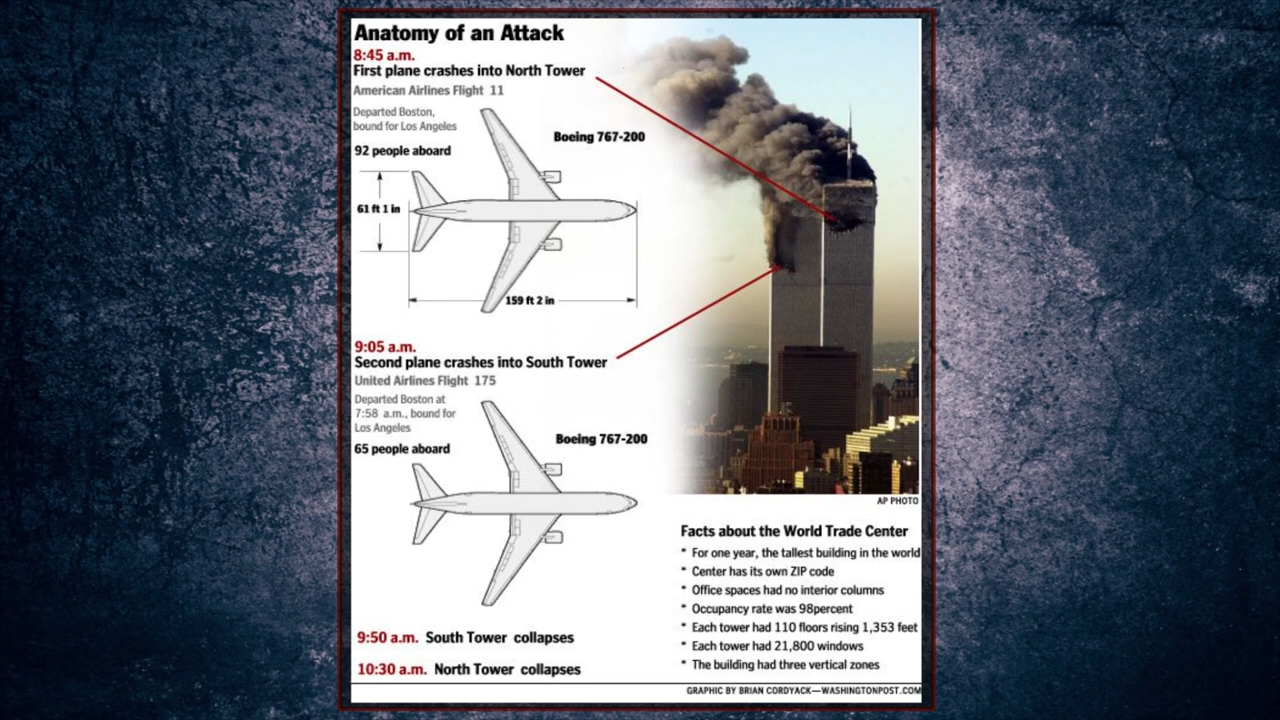 Anatomy of an Attack
8:45 a.m.
First plane crashes into North Tower
American Airlines Flight 11
Departed Boston,
bound for Los Angeles
92 people aboard
Boeing 767-200
61 ft 1 in
159 ft 2 in
9:05 a.m.
Second plane crashes into South Tower
United Airlines Flight 175
Departed Boston at
7:58 a.m., bound for
Los Angeles
65 people aboard
Boeing 767-200
9:50 a.m. South Tower collapses
10:30 a.m. North Tower collapses
AP PHOTO
Facts about the World Trade Center
* For one year, the tallest building in the world
* Center has its own ZIP code
* Office spaces had no interior columns
* Occupancy rate was 98percent
* Each tower had 110 floors rising 1,353 feet
* Each tower had 21,800 windows
* The building had three vertical zones
GRAPHIC BY BRIAN CORDYACK—WASHINGTONPOST.COM